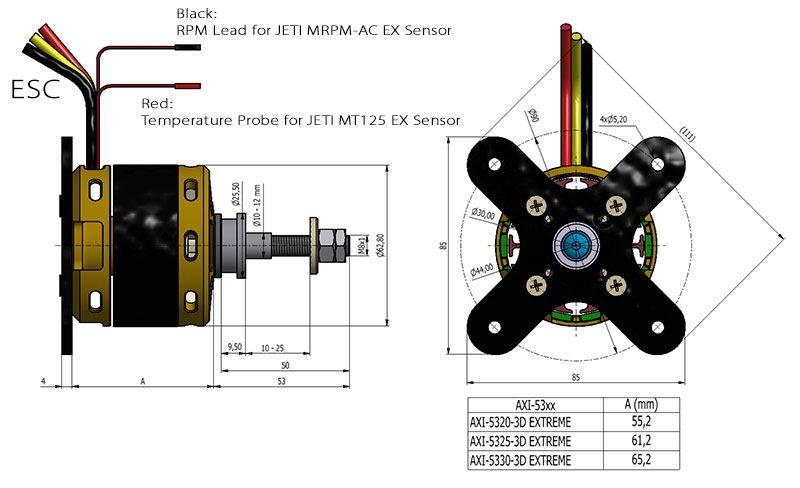 Black:
RPM Lead for JETI MRPM-AC EX Sensor
ESC
Red:
Temperature Probe for JETI MT125 EX Sensor
Ø25,50
Ø10 - 12 mm
M8x1
Ø62,80
9,50
10 - 25
50
4
A
53
Ø90
4xØ5,20
(111)
Ø30,00
85
Ø44,00
85
AXI-53xx A (mm)
AXI-5320-3D EXTREME 55,2
AXI-5325-3D EXTREME 61,2
AXI-5330-3D EXTREME 65,2